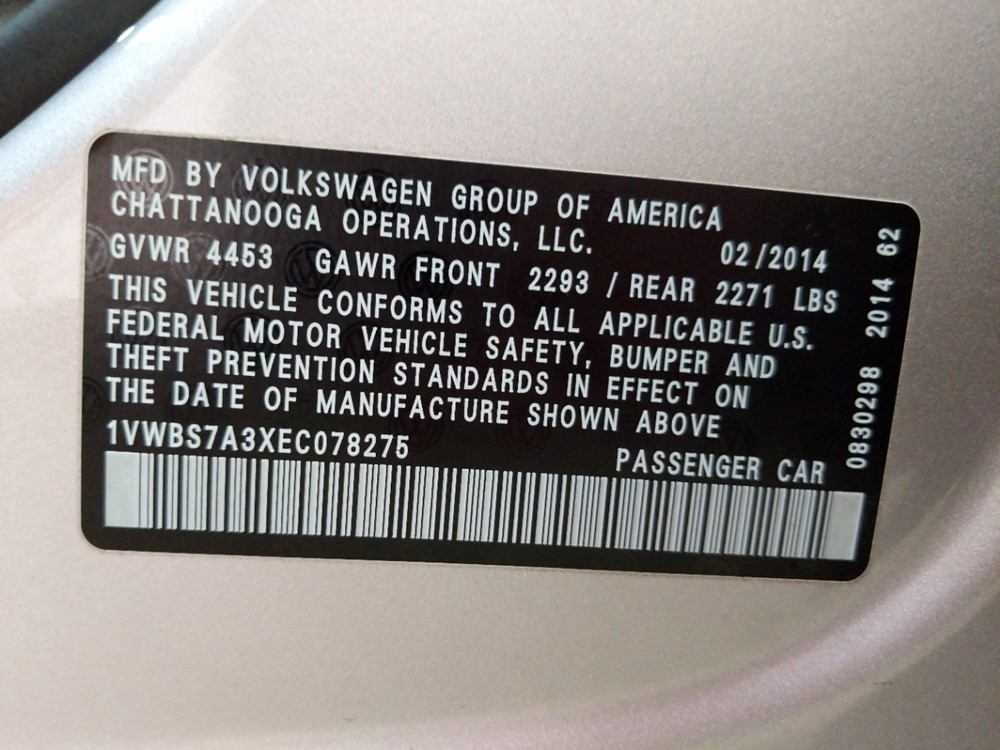 MFD BY VOLKSWAGEN GROUP OF AMERICA
CHATTANOOGA OPERATIONS, LLC. 02/2014
GVWR 4453 GAWR FRONT 2293 / REAR 2271 LBS
THIS VEHICLE CONFORMS TO ALL APPLICABLE U.S.
FEDERAL MOTOR VEHICLE SAFETY, BUMPER AND
THEFT PREVENTION STANDARDS IN EFFECT ON
THE DATE OF MANUFACTURE SHOWN ABOVE
1VWBS7A3XEC078275 PASSENGER CAR
0830298 2014 62